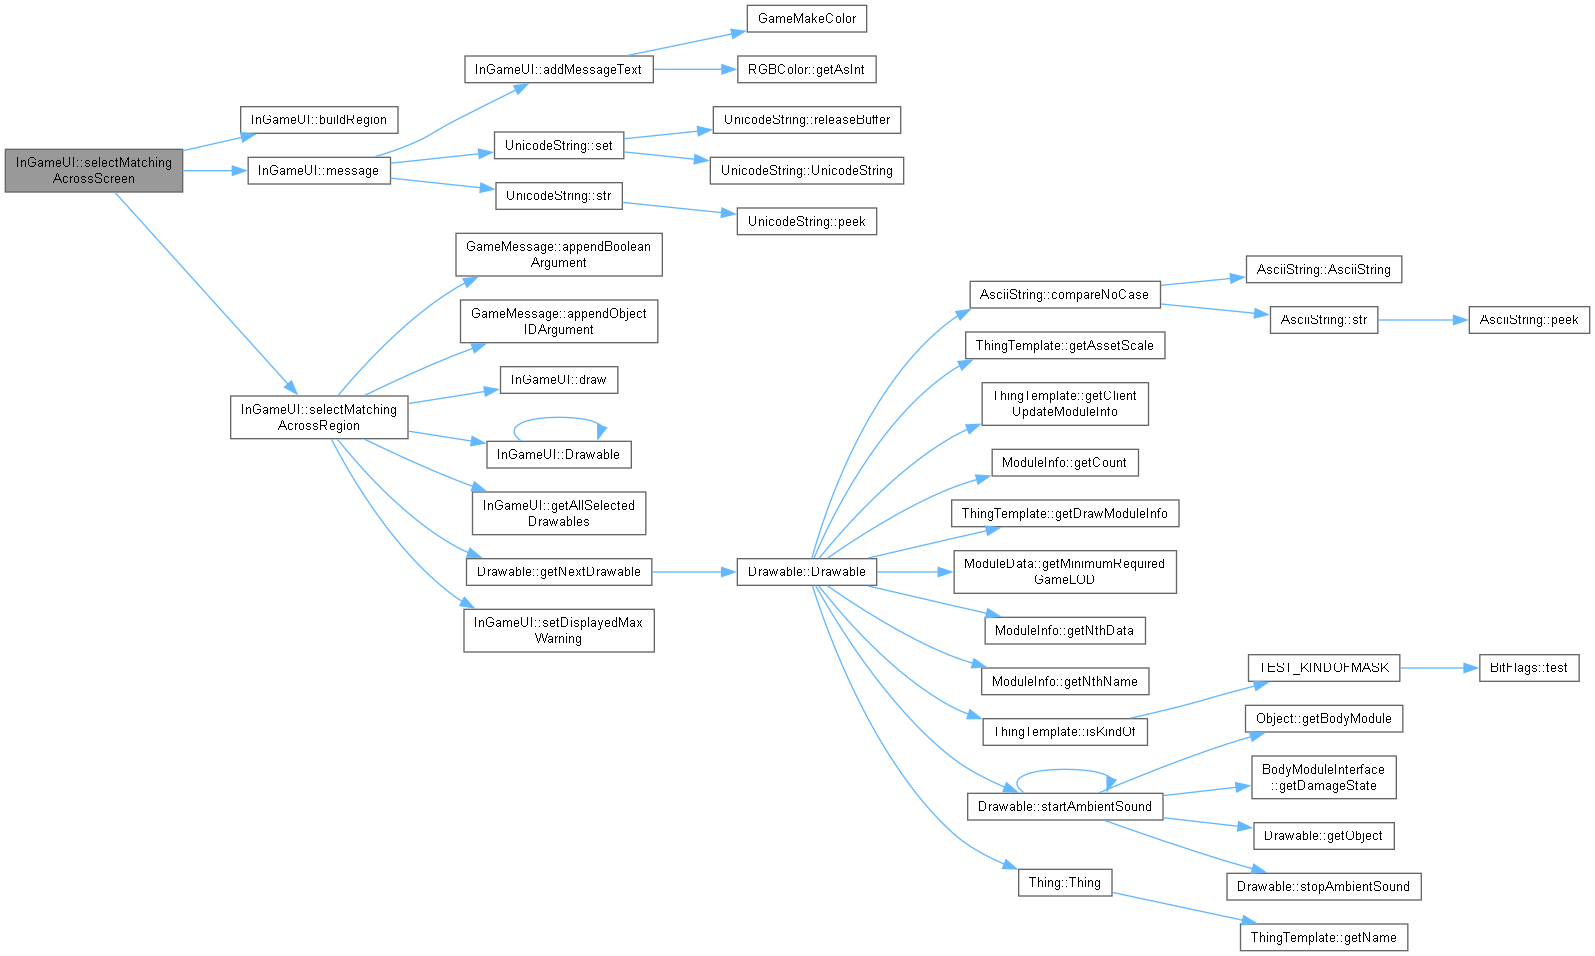 GameMakeColor
InGameUI::addMessageText
RGBColor::getAsInt
InGameUI::buildRegion
UnicodeString::releaseBuffer
UnicodeString::set
InGameUI::selectMatching
AcrossScreen
InGameUI::message
UnicodeString::UnicodeString
UnicodeString::str
UnicodeString::peek
GameMessage::appendBoolean
Argument
AsciiString::AsciiString
AsciiString::compareNoCase
GameMessage::appendObject
IDArgument
AsciiString::str
AsciiString::peek
ThingTemplate::getAssetScale
InGameUI::draw
ThingTemplate::getClient
UpdateModuleInfo
InGameUI::selectMatching
AcrossRegion
InGameUI::Drawable
ModuleInfo::getCount
InGameUI::getAllSelected
Drawables
ThingTemplate::getDrawModuleInfo
Drawable::getNextDrawable
Drawable::Drawable
ModuleData::getMinimumRequired
GameLOD
InGameUI::setDisplayedMax
Warning
ModuleInfo::getNthData
TEST_KINDOFMASK
BitFlags::test
ModuleInfo::getNthName
Object::getBodyModule
ThingTemplate::isKindOf
BodyModuleInterface
::getDamageState
Drawable::startAmbientSound
Drawable::getObject
Thing::Thing
Drawable::stopAmbientSound
ThingTemplate::getName